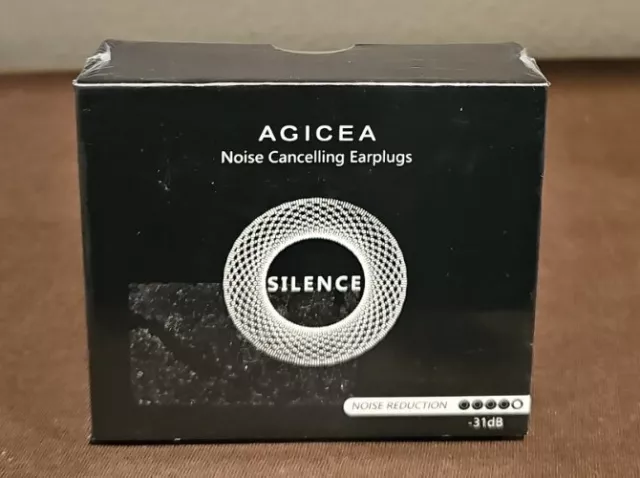 AGICEA
Noise Cancelling Earplugs
SILENCE
NOISE REDUCTION
-31dB